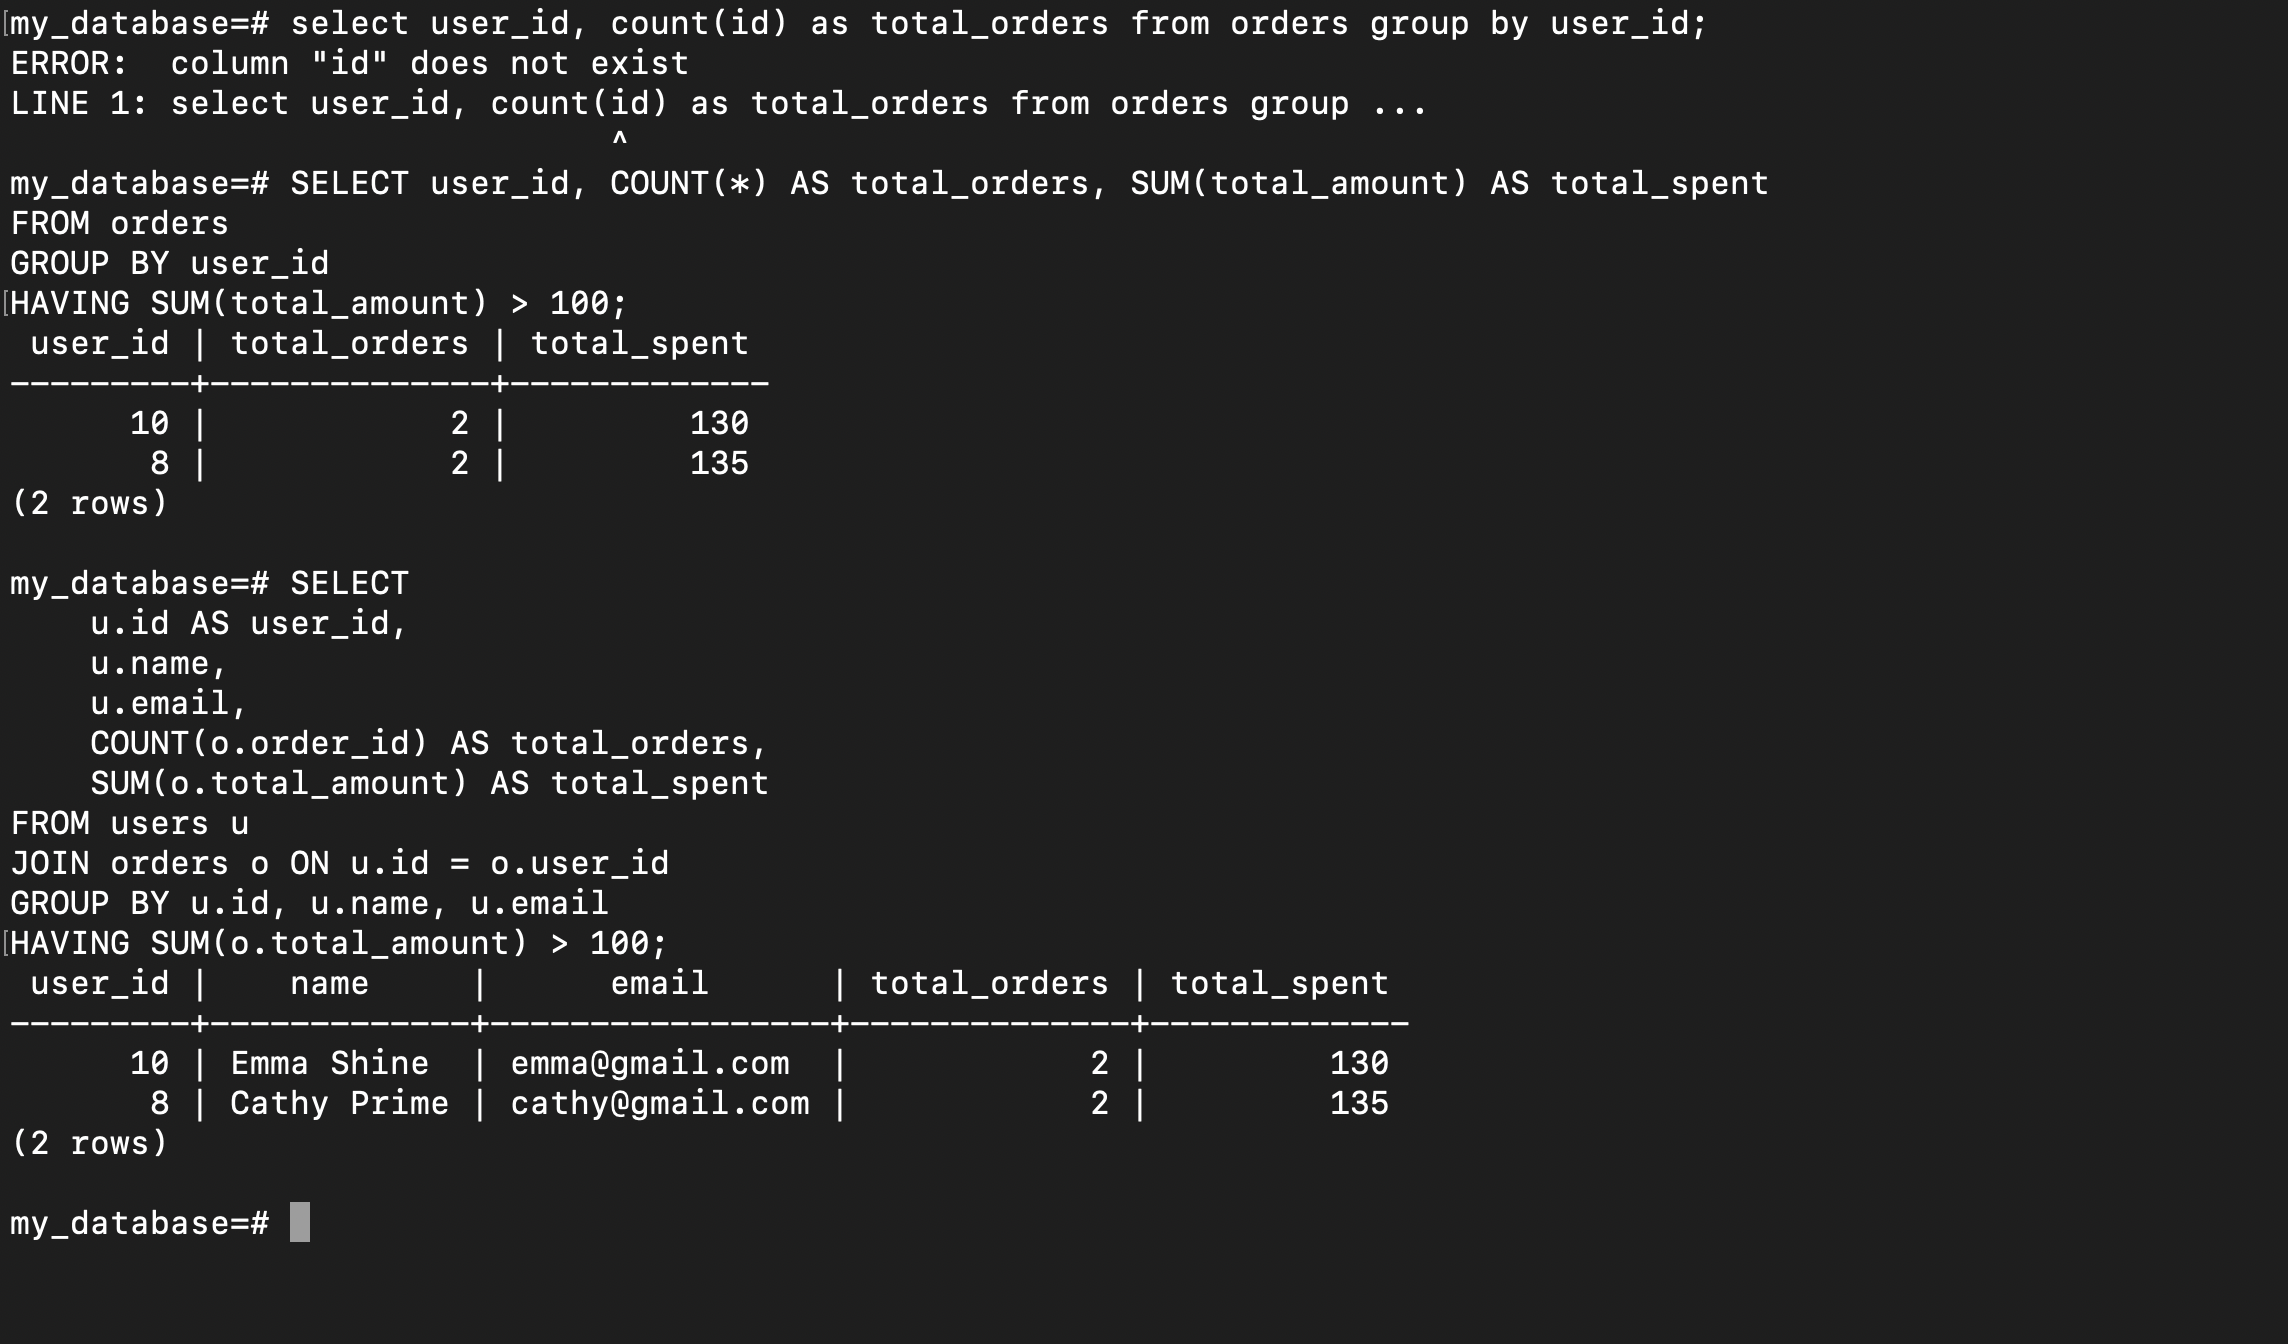 my_database=# select user_id, count(id) as total_orders from orders group by user_id;
ERROR:  column "id" does not exist
LINE 1: select user_id, count(id) as total_orders from orders group ...
                              ^
my_database=# SELECT user_id, COUNT(*) AS total_orders, SUM(total_amount) AS total_spent
FROM orders
GROUP BY user_id
HAVING SUM(total_amount) > 100;
 user_id | total_orders | total_spent
---------+--------------+-------------
      10 |            2 |         130
       8 |            2 |         135
(2 rows)

my_database=# SELECT
    u.id AS user_id,
    u.name,
    u.email,
    COUNT(o.order_id) AS total_orders,
    SUM(o.total_amount) AS total_spent
FROM users u
JOIN orders o ON u.id = o.user_id
GROUP BY u.id, u.name, u.email
HAVING SUM(o.total_amount) > 100;
 user_id |    name     |      email      | total_orders | total_spent
---------+-------------+-----------------+--------------+-------------
      10 | Emma Shine  | emma@gmail.com  |            2 |         130
       8 | Cathy Prime | cathy@gmail.com |            2 |         135
(2 rows)

my_database=#